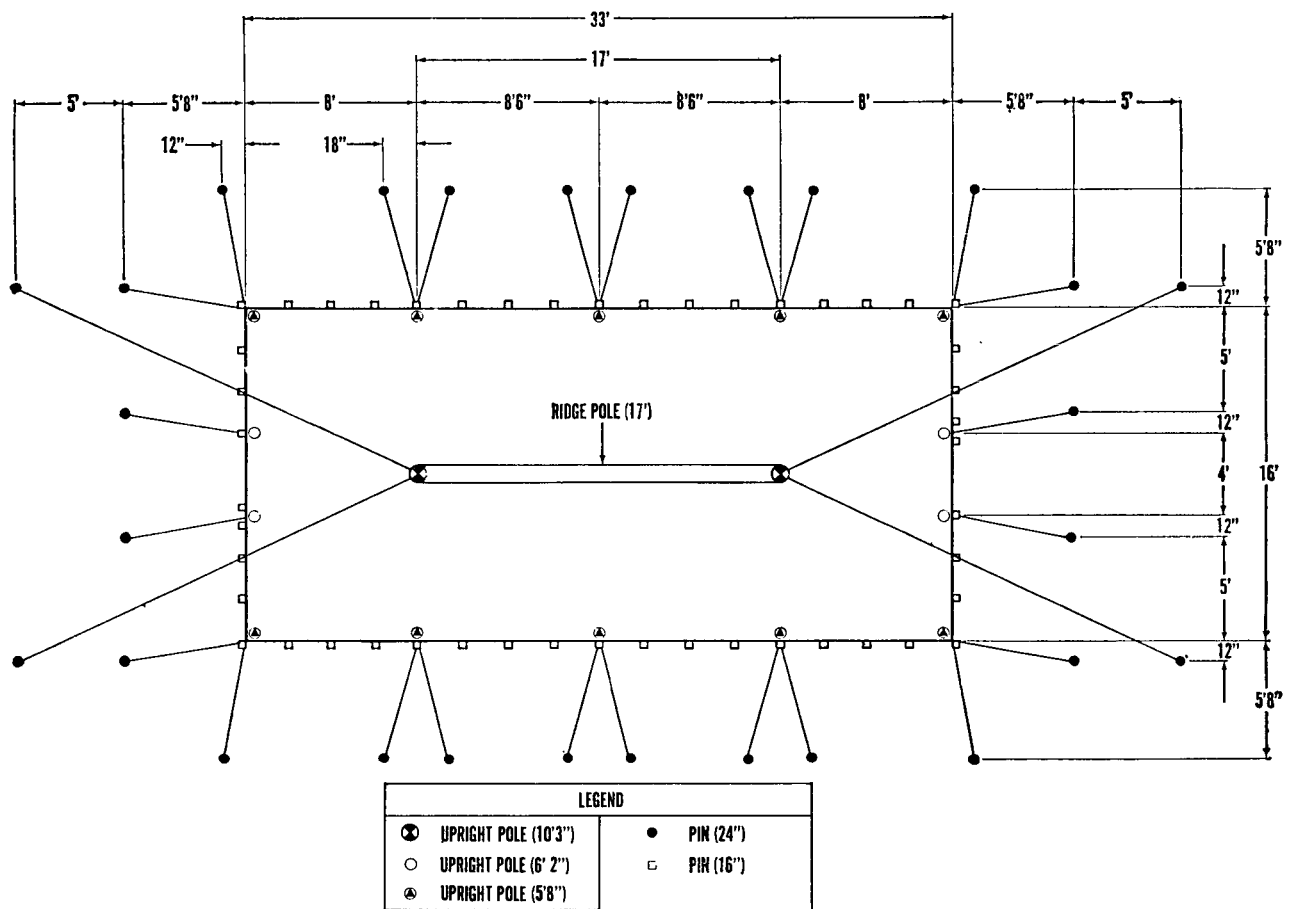 33'
17'
5' 5'8" 8' 8'6" 8'6" 8' 5'8" 5'
12" 18"
5'8"
12"
5'
RIDGE POLE (17')
12"
4' 16'
12"
5'
12"
5'8"
LEGEND
UPRIGHT POLE (10'3") PIN (24")
UPRIGHT POLE (6' 2") PIN (16")
UPRIGHT POLE (5'8")